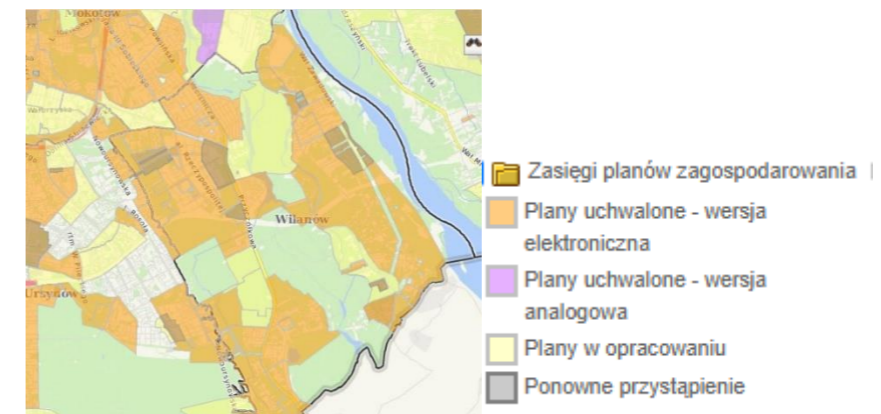 Mokotów
Wilanów
Ursynów
Zasięgi planów zagospodarowania
Plany uchwalone - wersja
elektroniczna
Plany uchwalone - wersja
analogowa
Plany w opracowaniu
Ponowne przystąpienie